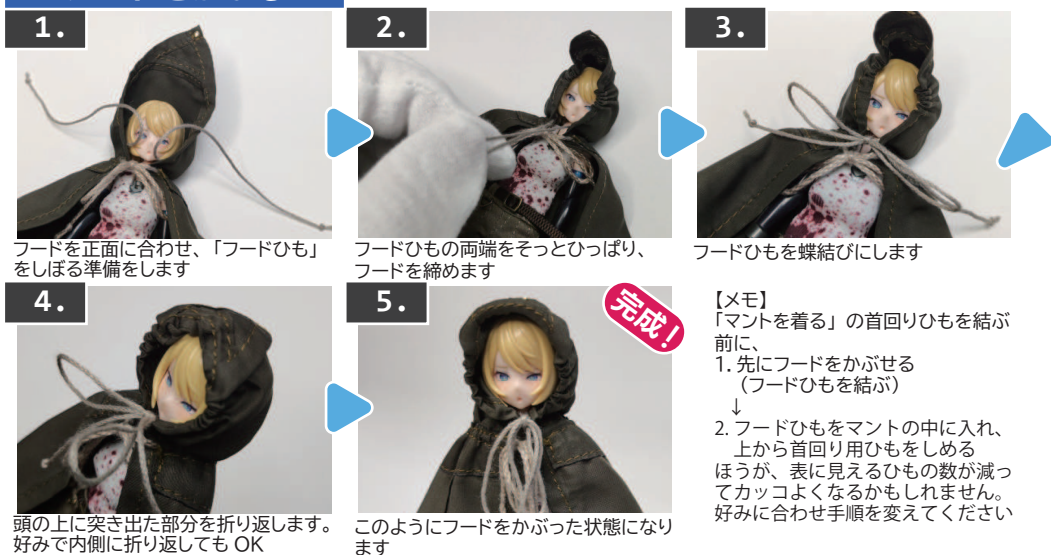 1.
フードを正面に合わせ、「フードひも」
をしぼる準備をします
2.
フードひもの両端をそっとひっぱり、
フードを締めます
3.
フードひもを蝶結びにします
4.
頭の上に突き出た部分を折り返します。
好みで内側に折り返しても OK
5.
完成！
このようにフードをかぶった状態になり
ます
【メモ】
「マントを着る」の首回りひもを結ぶ
前に、
1. 先にフードをかぶせる
（フードひもを結ぶ）
↓
2. フードひもをマントの中に入れ、
上から首回り用ひもをしめる
ほうが、表に見えるひもの数が減っ
てカッコよくなるかもしれません。
好みに合わせ手順を変えてください